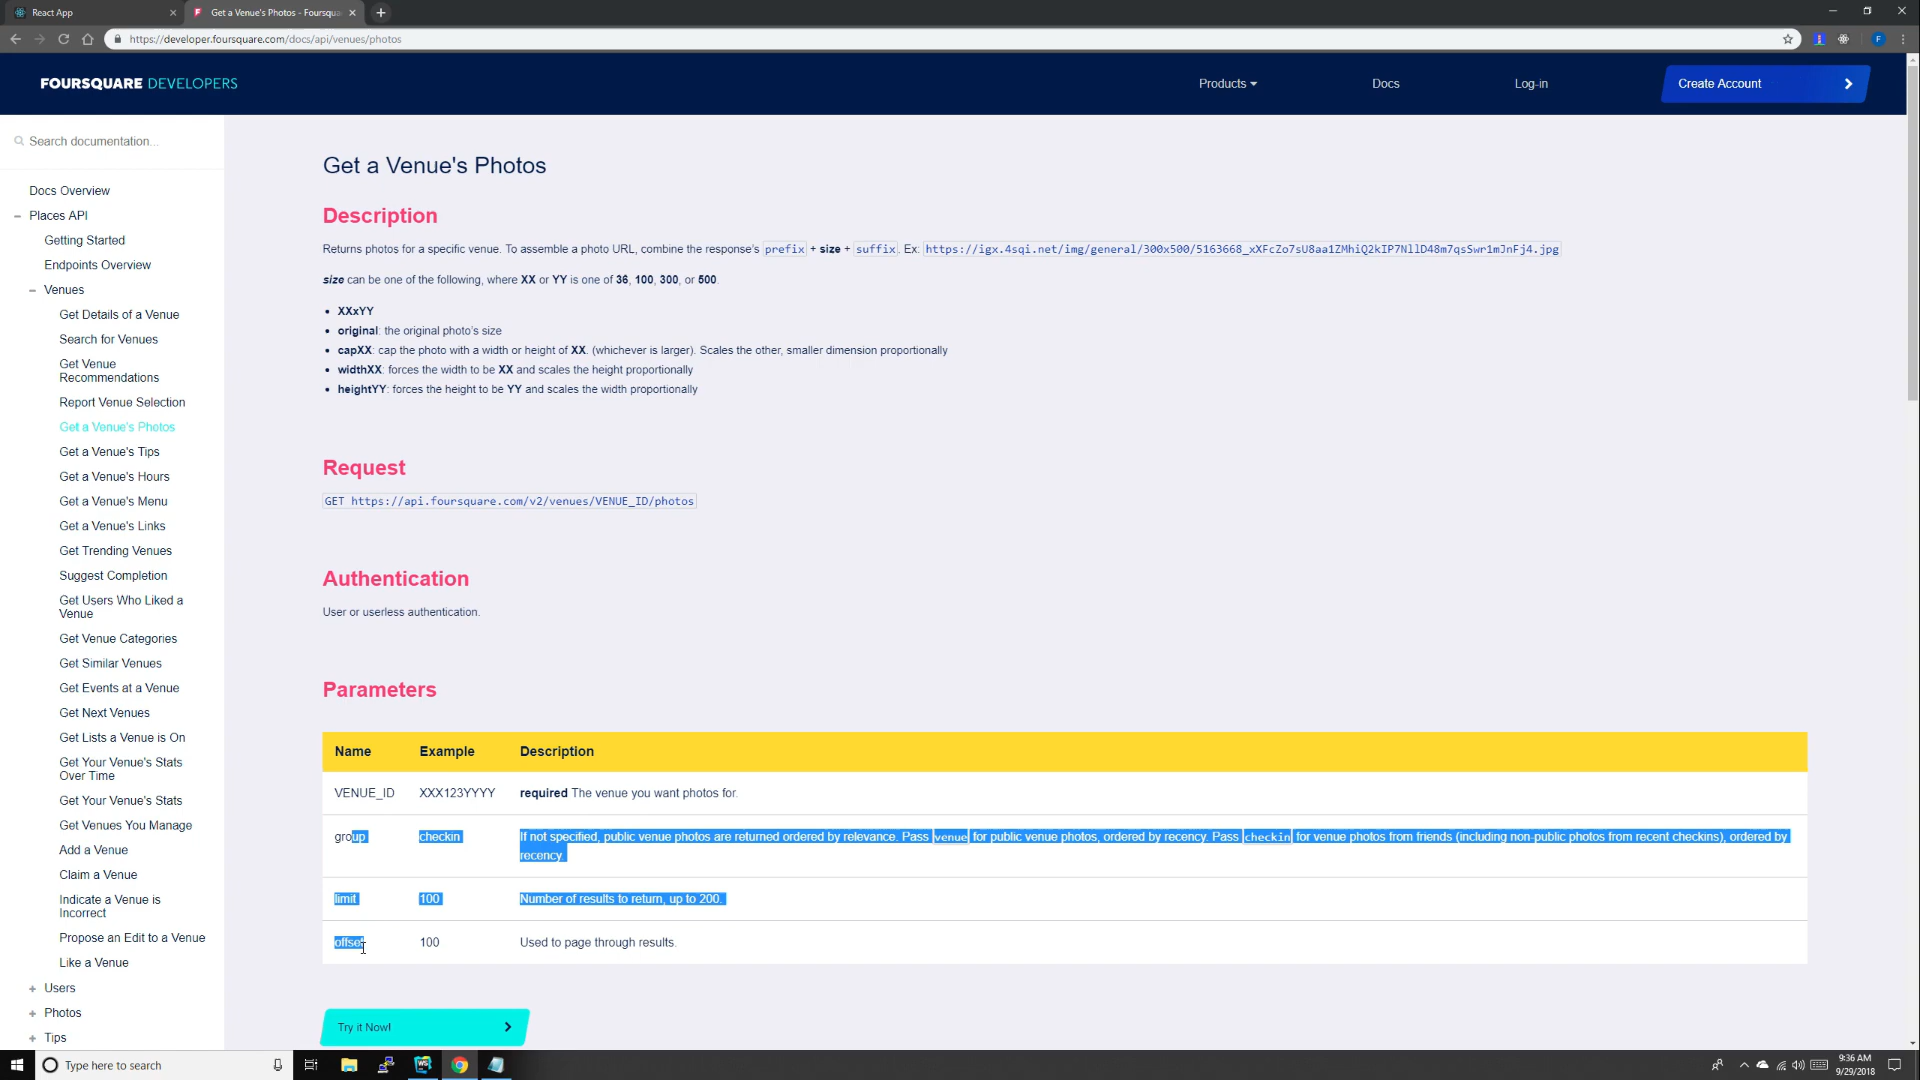 React App
Get a Venue's Photos - Foursqua
https://developer.foursquare.com/docs/api/venues/photos
F
FOURSQUARE DEVELOPERS
Products
Docs
Log-in
Create Account
Search documentation...
Docs Overview
Places API
Getting Started
Endpoints Overview
Venues
Get Details of a Venue
Search for Venues
Get Venue
Recommendations
Report Venue Selection
Get a Venue's Photos
Get a Venue's Tips
Get a Venue's Hours
Get a Venue's Menu
Get a Venue's Links
Get Trending Venues
Suggest Completion
Get Users Who Liked a
Venue
Get Venue Categories
Get Similar Venues
Get Events at a Venue
Get Next Venues
Get Lists a Venue is On
Get Your Venue's Stats
Over Time
Get Your Venue's Stats
Get Venues You Manage
Add a Venue
Claim a Venue
Indicate a Venue is
Incorrect
Propose an Edit to a Venue
Like a Venue
Users
Photos
Tips
Get a Venue's Photos
Description
Returns photos for a specific venue. To assemble a photo URL, combine the response's prefix + size + suffix. Ex: https://igx.4sqi.net/img/general/300x500/5163668_xXFcZo7sU8aa1ZMhiQ2kIP7NllD48m7qsSwr1mJnFj4.jpg
size can be one of the following, where XX or YY is one of 36, 100, 300, or 500.
• XXxYY
• original: the original photo's size
• capXX: cap the photo with a width or height of XX. (whichever is larger). Scales the other, smaller dimension proportionally
• widthXX: forces the width to be XX and scales the height proportionally
• heightYY: forces the height to be YY and scales the width proportionally
Request
GET https://api.foursquare.com/v2/venues/VENUE_ID/photos
Authentication
User or userless authentication.
Parameters
Name Example Description
VENUE_ID XXX123YYYY required The venue you want photos for.
group checkin If not specified, public venue photos are returned ordered by relevance. Pass venue for public venue photos, ordered by recency. Pass checkin for venue photos from friends (including non-public photos from recent checkins), ordered by
recency.
limit 100 Number of results to return, up to 200.
offset 100 Used to page through results.
Try it Now!
Type here to search
WS
9:36 AM
9/29/2018